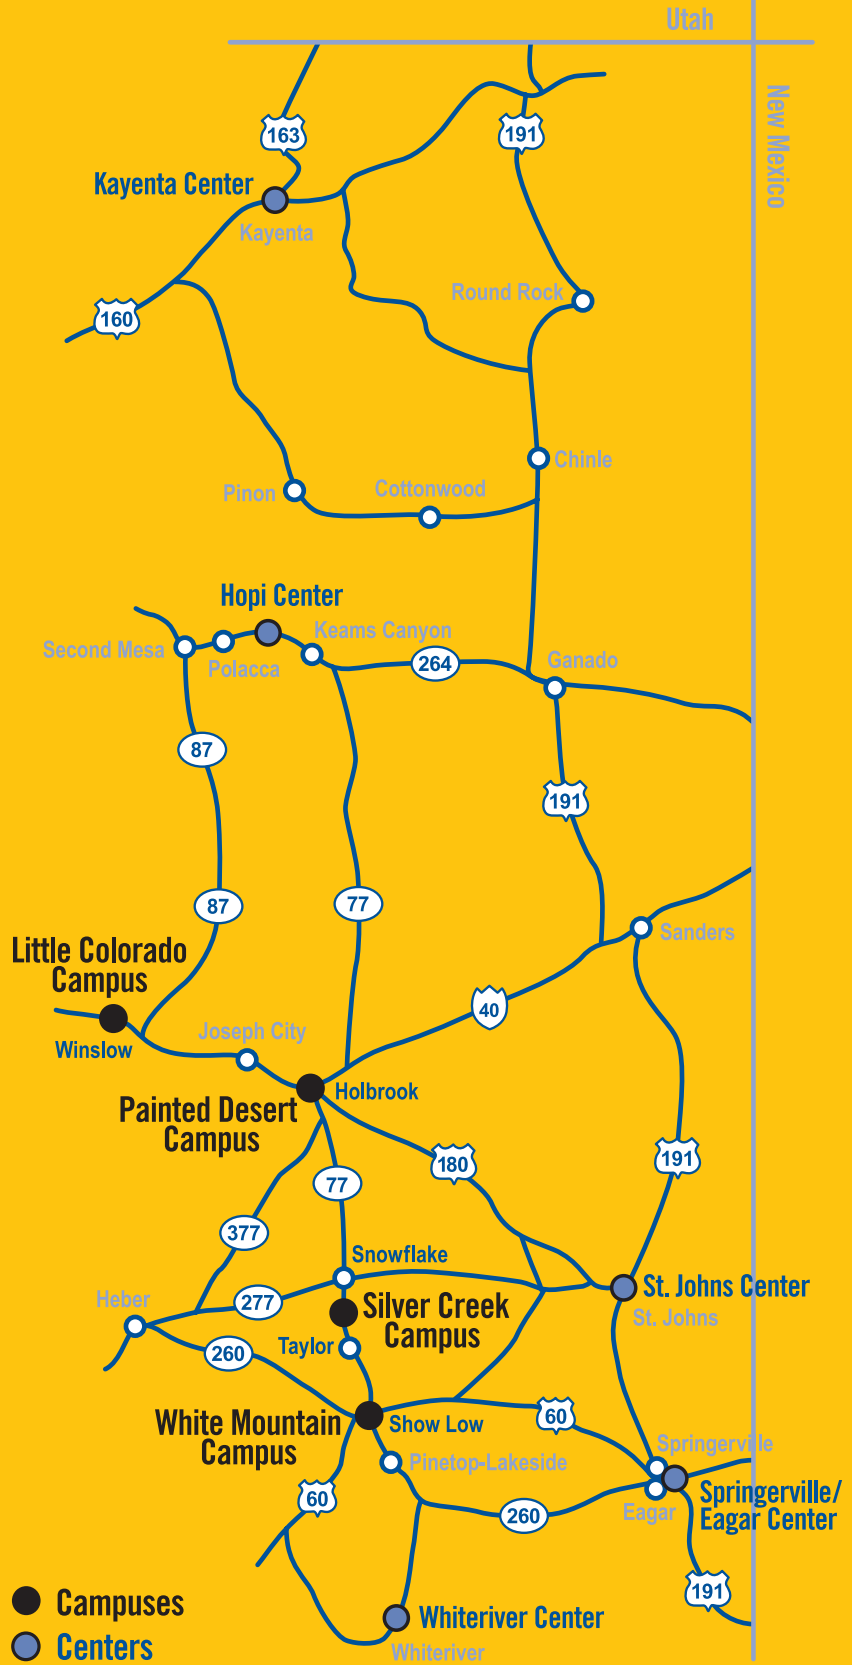 Utah
New Mexico
163
191
Kayenta Center
Kayenta
160
Round Rock
Chinle
Pinon
Cottonwood
Hopi Center
Keams Canyon
Second Mesa
Polacca
264
Ganado
87
191
87
77
Little Colorado
Campus
Sanders
40
Winslow
Joseph City
Holbrook
Painted Desert
Campus
180
191
77
377
Snowflake
St. Johns Center
St. Johns
Heber
277
Silver Creek
Campus
Taylor
260
White Mountain
Campus
Show Low
60
Springerville
Pinetop-Lakeside
60
260
Eagar
Springerville/
Eagar Center
191
Whiteriver Center
Whiteriver
Campuses
Centers